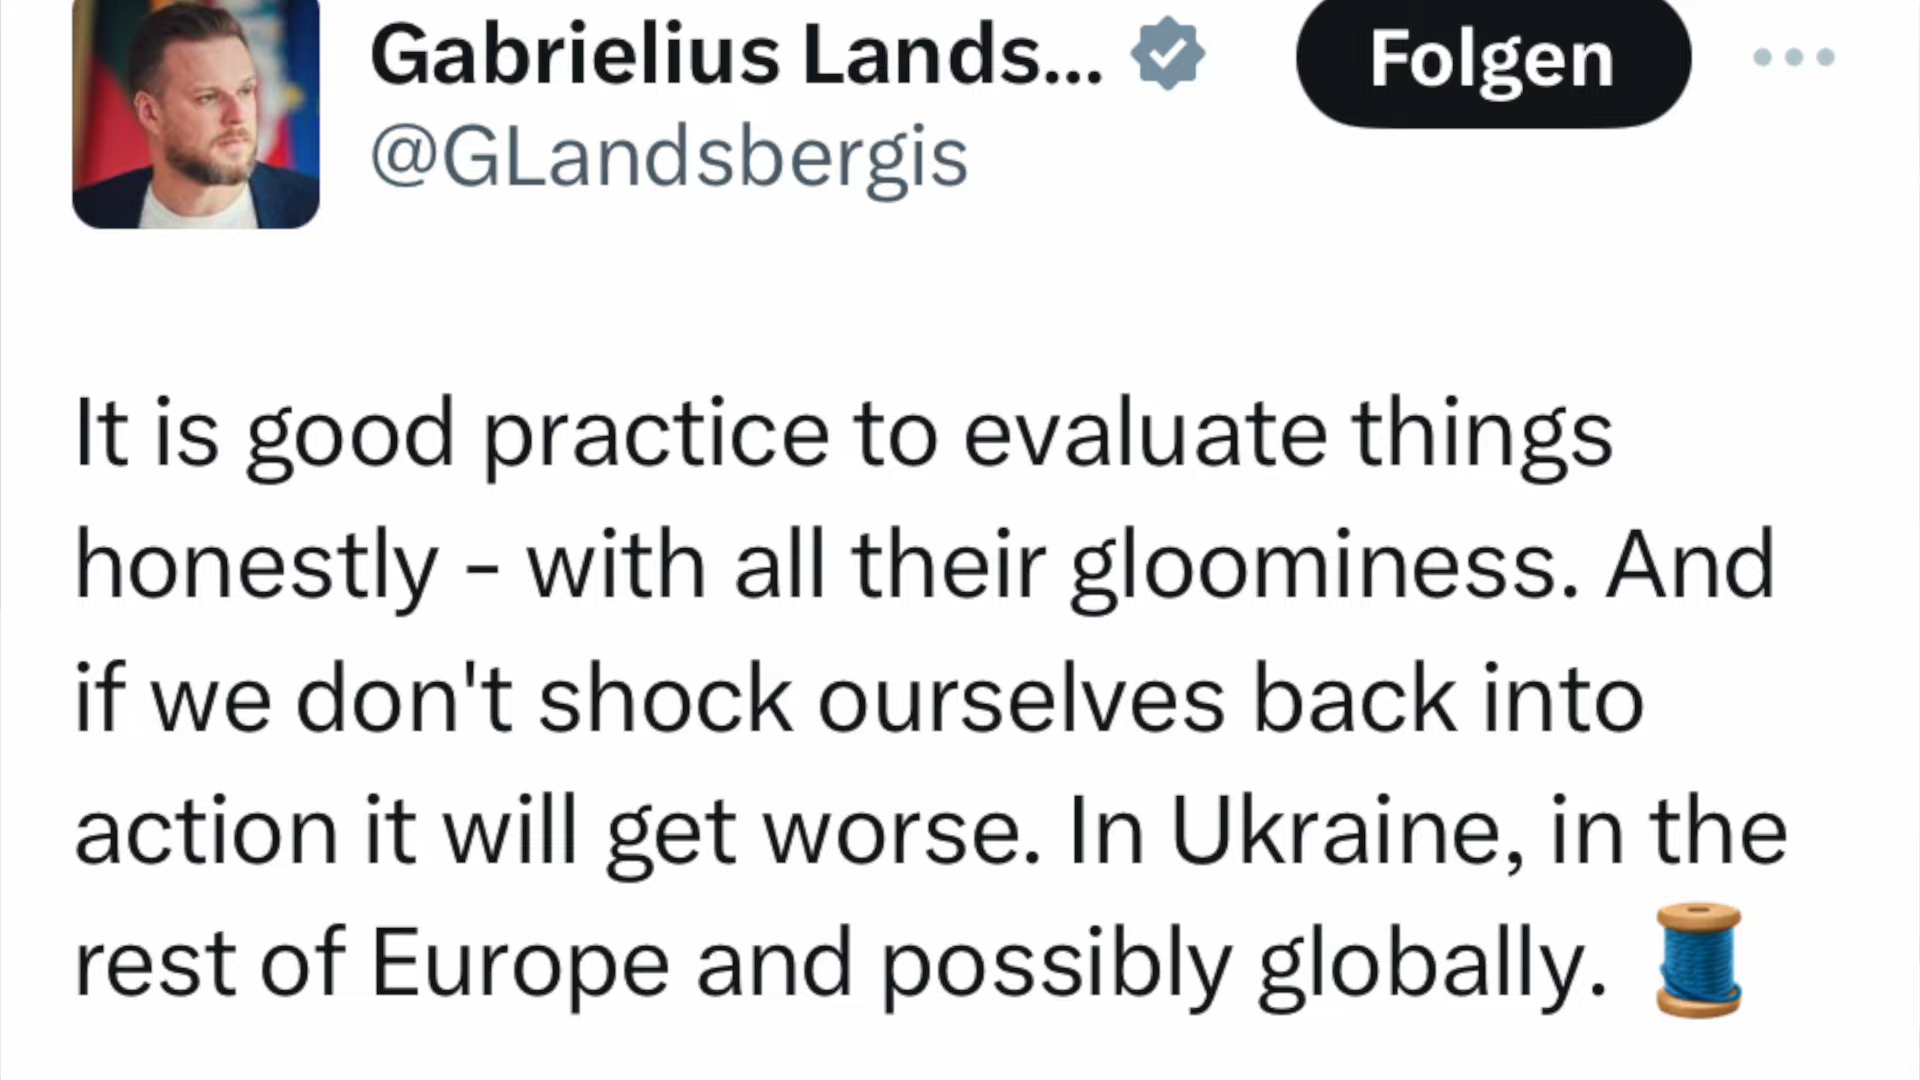 Gabrielius Lands...
Folgen
@GLandsbergis
It is good practice to evaluate things
honestly - with all their gloominess. And
if we don't shock ourselves back into
action it will get worse. In Ukraine, in the
rest of Europe and possibly globally. 🧵